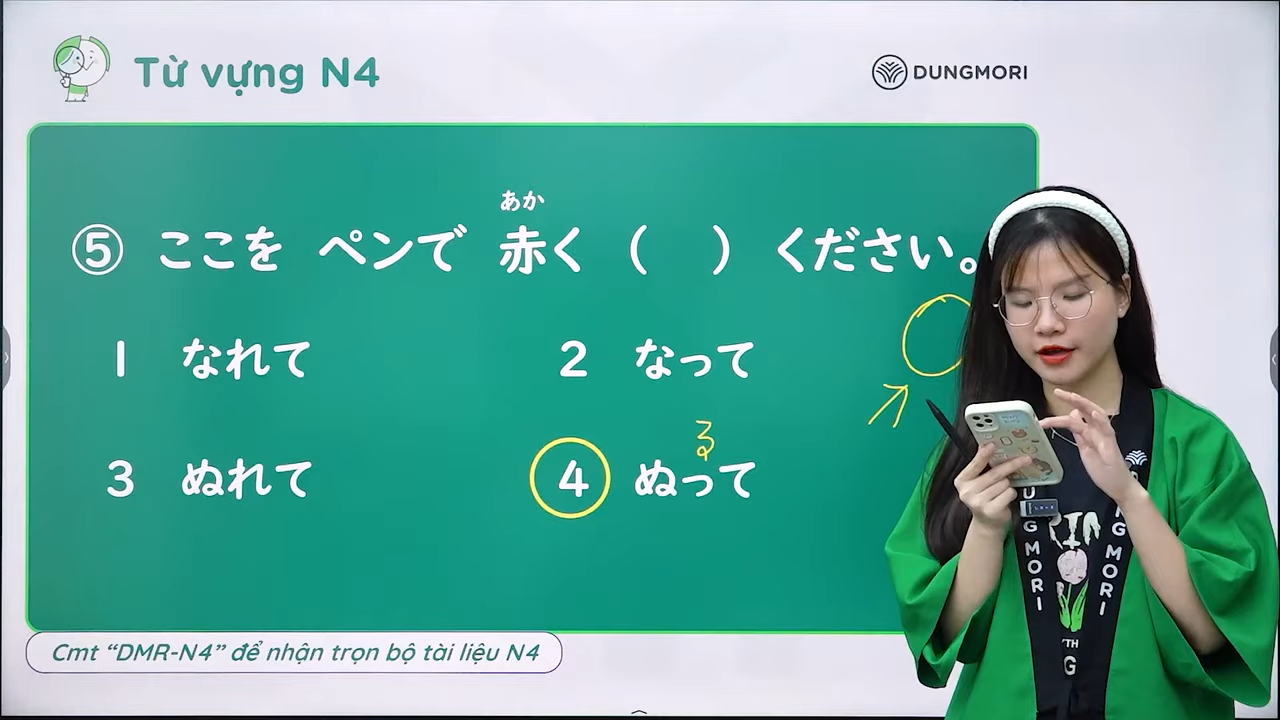 Từ vựng N4
DUNGMORI
あか
⑤ ここを ペンで 赤く ( ) ください。
1 なれて
2 なって
る
3 ぬれて
4 ぬって
Cmt “DMR-N4” để nhận trọn bộ tài liệu N4